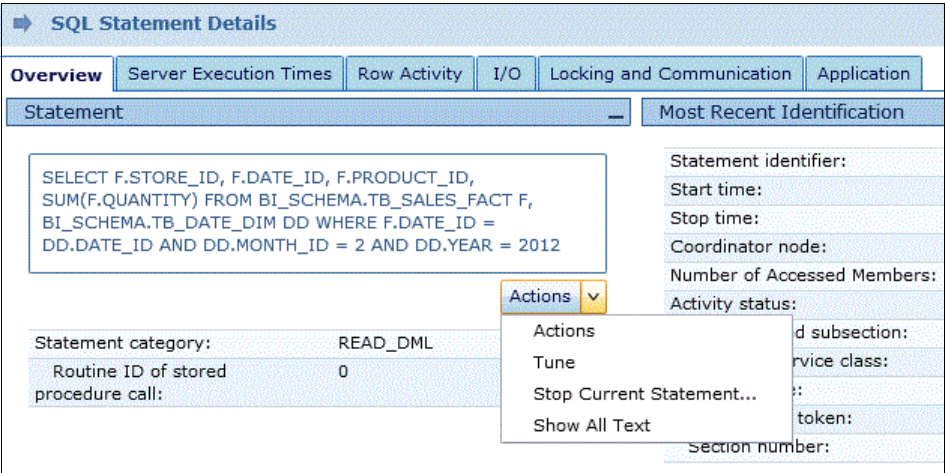 SQL Statement Details
Overview
Server Execution Times
Row Activity
I/O
Locking and Communication
Application
Statement
SELECT F.STORE_ID, F.DATE_ID, F.PRODUCT_ID,
SUM(F.QUANTITY) FROM BI_SCHEMA.TB_SALES_FACT F,
BI_SCHEMA.TB_DATE_DIM DD WHERE F.DATE_ID =
DD.DATE_ID AND DD.MONTH_ID = 2 AND DD.YEAR = 2012
Actions
Actions
Tune
Stop Current Statement...
Show All Text
Statement category: READ_DML
Routine ID of stored 0
procedure call:
Most Recent Identification
Statement identifier:
Start time:
Stop time:
Coordinator node:
Number of Accessed Members:
Activity status:
subsection:
class:
token:
Section number: